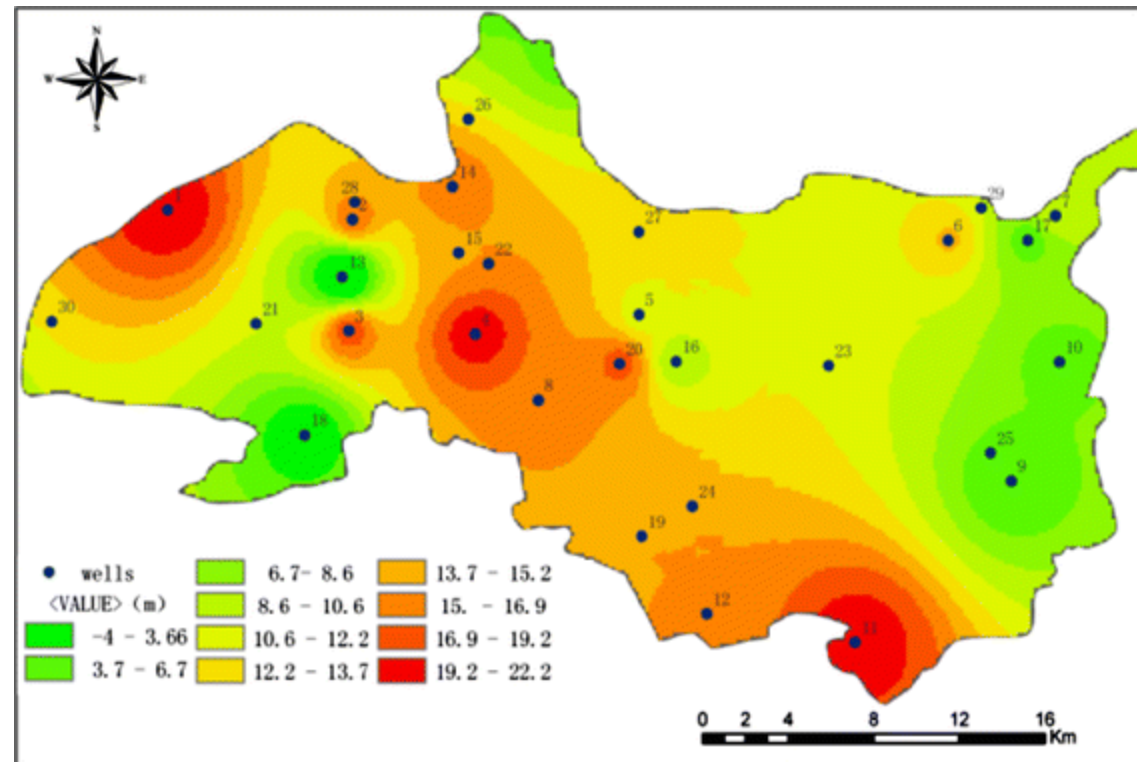 N
W E
S
26
14
1
28
2
29
7
27
6
17
15
22
13
30
21
5
3
4
20
16
23
10
8
18
25
9
24
19
12
11
wells
<VALUE> (m)
-4 - 3.66
3.7 - 6.7
6.7- 8.6
8.6 - 10.6
10.6 - 12.2
12.2 - 13.7
13.7 - 15.2
15. - 16.9
16.9 - 19.2
19.2 - 22.2
0 2 4 8 12 16
Km